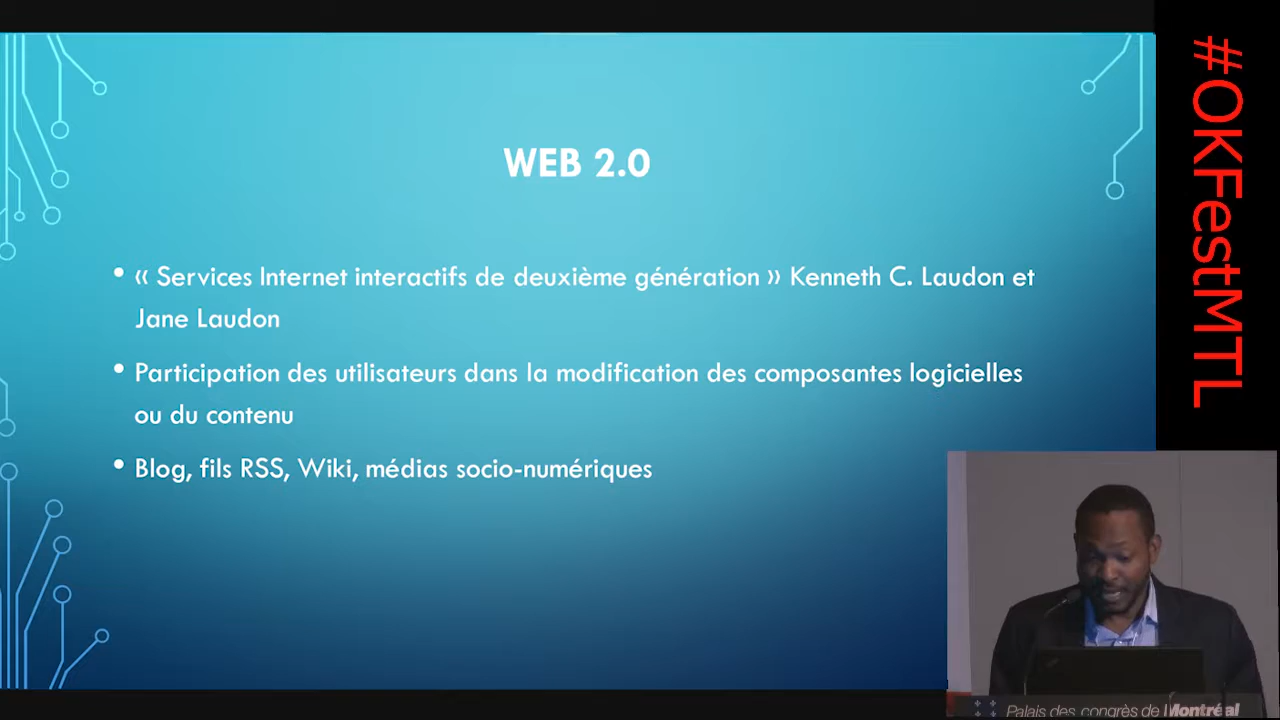 WEB 2.0
• « Services Internet interactifs de deuxième génération » Kenneth C. Laudon et
Jane Laudon
• Participation des utilisateurs dans la modification des composantes logicielles
ou du contenu
• Blog, fils RSS, Wiki, médias socio-numériques
#OKFestMTL
Palais des congrès de Montréal